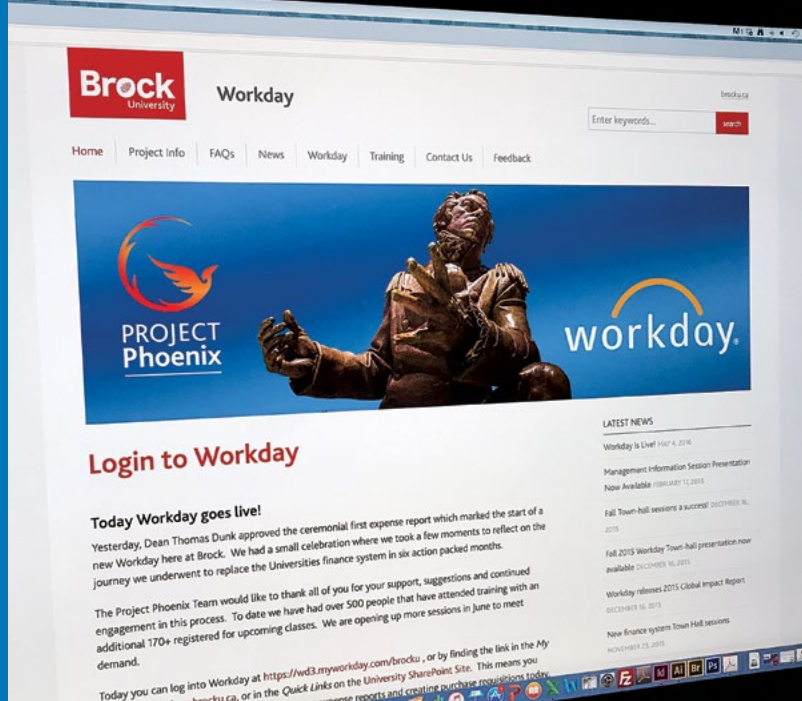 Brock
University
Workday
brocku.ca
Enter keywords...
search
Home
Project Info
FAQs
News
Workday
Training
Contact Us
Feedback
PROJECT
Phoenix
workday.
Login to Workday
Today Workday goes live!
Yesterday, Dean Thomas Dunk approved the ceremonial first expense report which marked the start of a
new Workday here at Brock. We had a small celebration where we took a few moments to reflect on the
journey we underwent to replace the Universities finance system in six action packed months.
The Project Phoenix Team would like to thank all of you for your support, suggestions and continued
engagement in this process. To date we have had over 500 people that have attended training with an
additional 170+ registered for upcoming classes. We are opening up more sessions in June to meet
demand.
Today you can log into Workday at https://wd3.myworkday.com/brocku , or by finding the link in the My
brocku.ca, or in the Quick Links on the University SharePoint Site. This means you
expense reports and creating purchase requisitions today.
LATEST NEWS
Workday is Live! MAY 4, 2016
Management Information Session Presentation
Now Available FEBRUARY 17, 2015
Fall Town-hall sessions a success! DECEMBER 16,
2015
Fall 2015 Workday Town-hall presentation now
available DECEMBER 16, 2015
Workday releases 2015 Global Impact Report
DECEMBER 16, 2015
New finance system Town Hall sessions
NOVEMBER 23, 2015
Fz
Id
Ai
Br
Ps